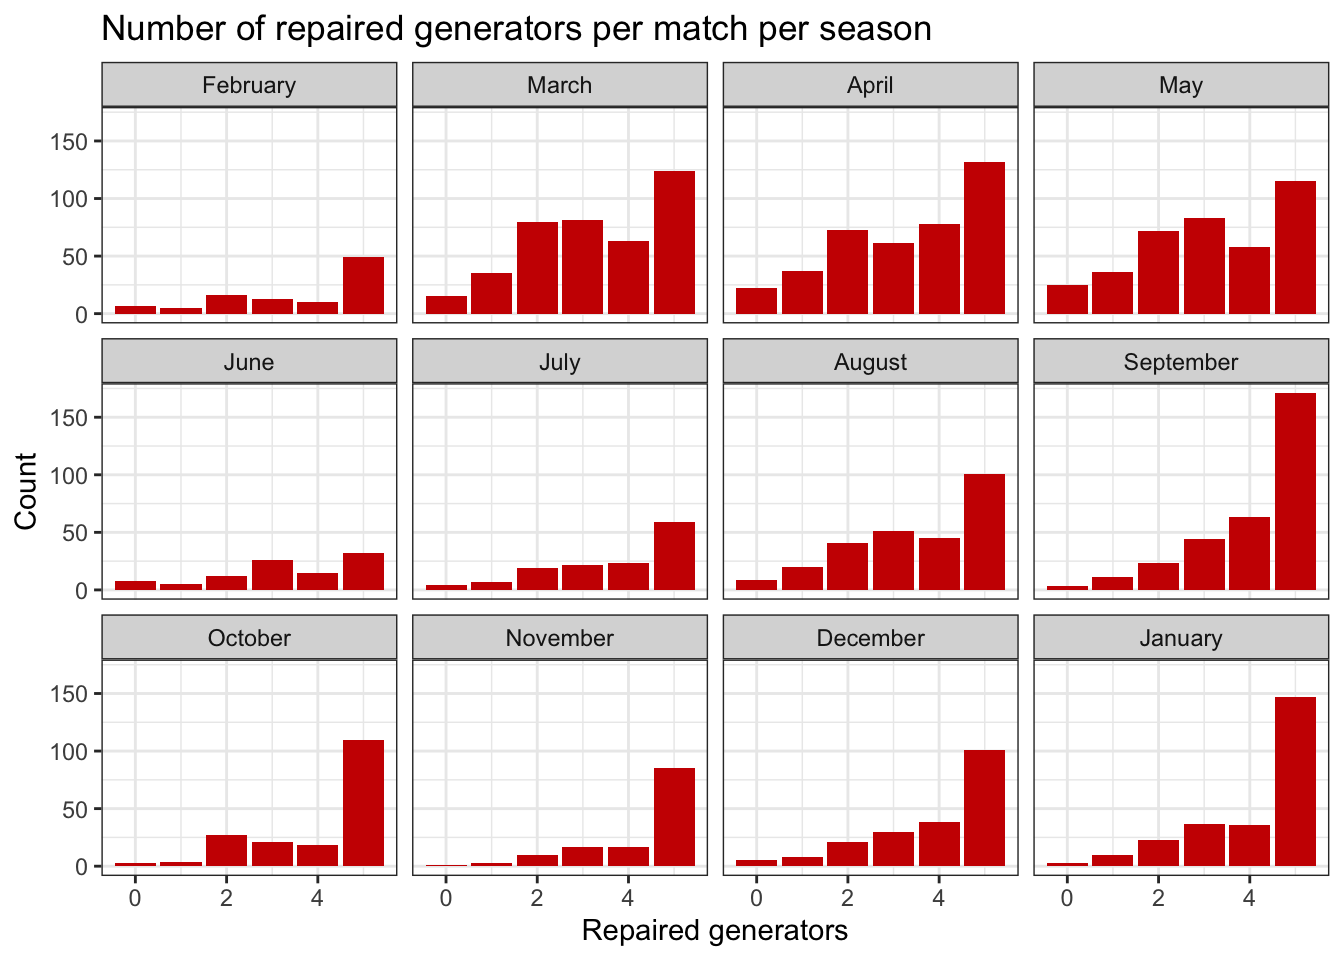 Number of repaired generators per match per season
February March April May
150
100
50
0
June July August September
150
100
50
0
Count
October November December January
150
100
50
0
0 2 4 0 2 4 0 2 4 0 2 4
Repaired generators